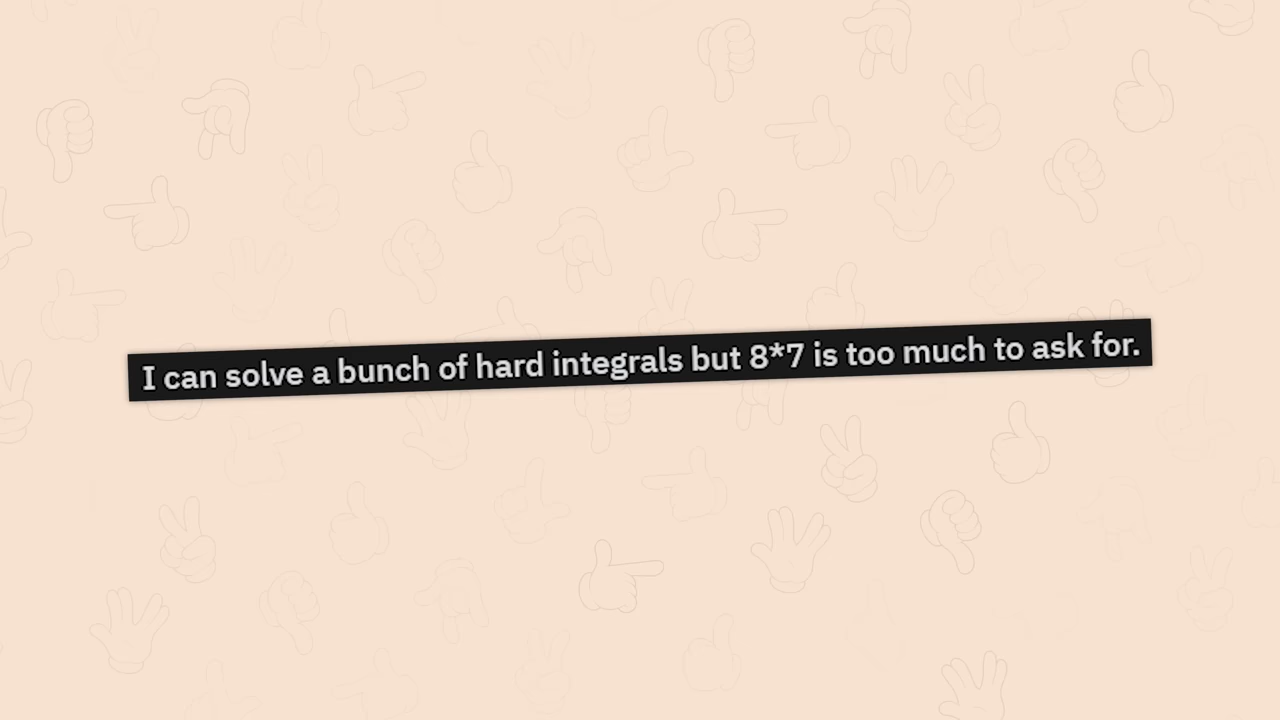 I can solve a bunch of hard integrals but 8*7 is too much to ask for.